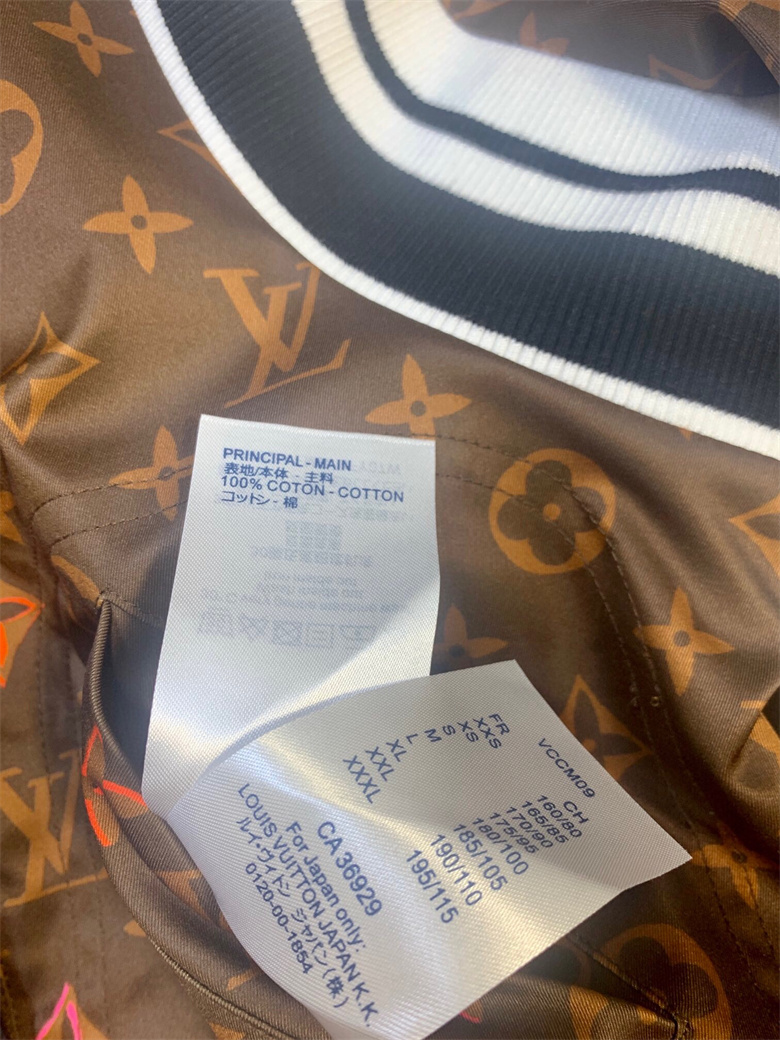 PRINCIPAL - MAIN
表地/本体 - 主料
100% COTON - COTTON
コットン - 棉
VCCM09
FR CH
XXS 160/80
XS 165/85
S 170/90
M 175/95
L 180/100
XL 185/105
XXL 190/110
XXXL 195/115
CA 36929
For Japan only:
LOUIS VUITTON JAPAN K.K.
ルイ・ヴィトン ジャパン(株)
0120-00-1854
LV